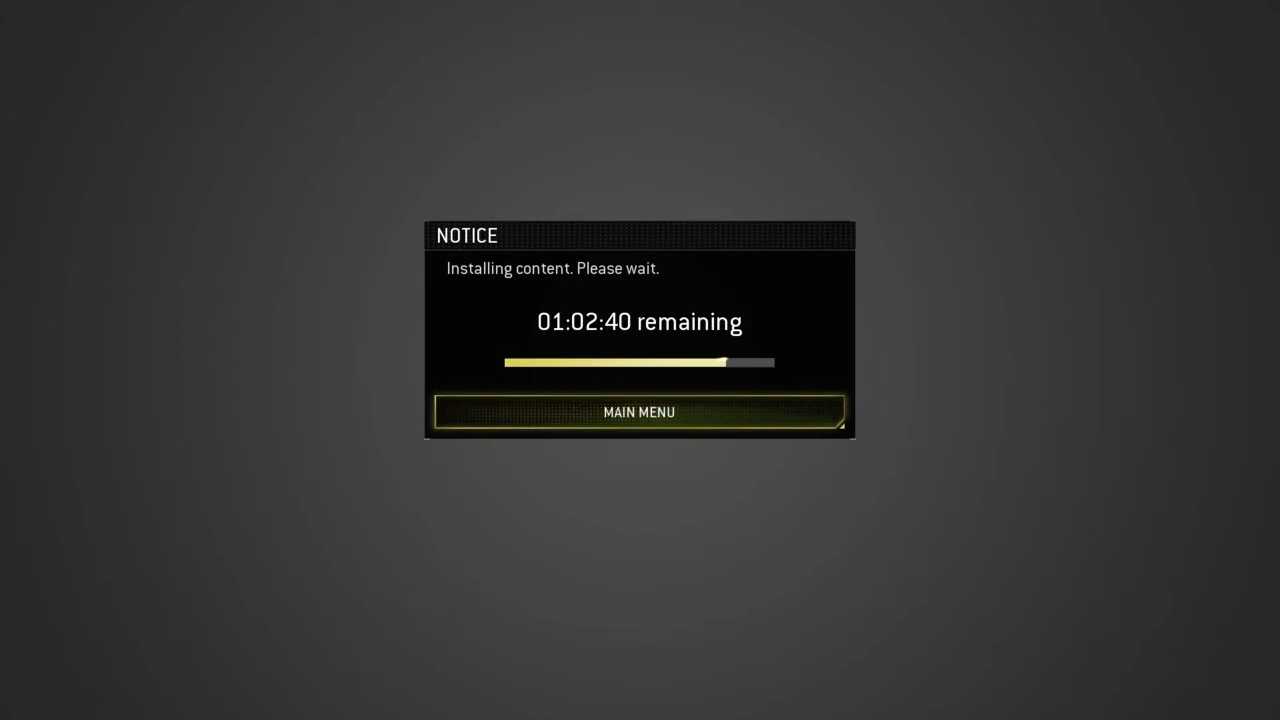 NOTICE
Installing content. Please wait.
01:02:40 remaining
MAIN MENU